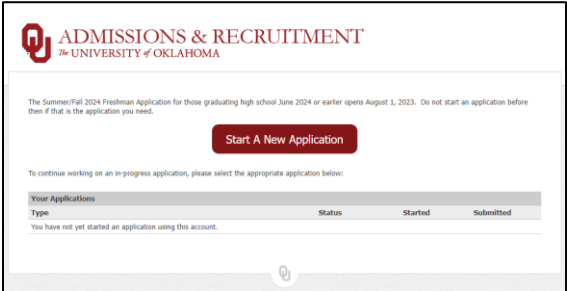 ADMISSIONS & RECRUITMENT
The UNIVERSITY of OKLAHOMA
The Summer/Fall 2024 Freshman Application for those graduating high school June 2024 or earlier opens August 1, 2023. Do not start an application before
then if that is the application you need.
Start A New Application
To continue working on an in-progress application, please select the appropriate application below:
Your Applications
Type Status Started Submitted
You have not yet started an application using this account.